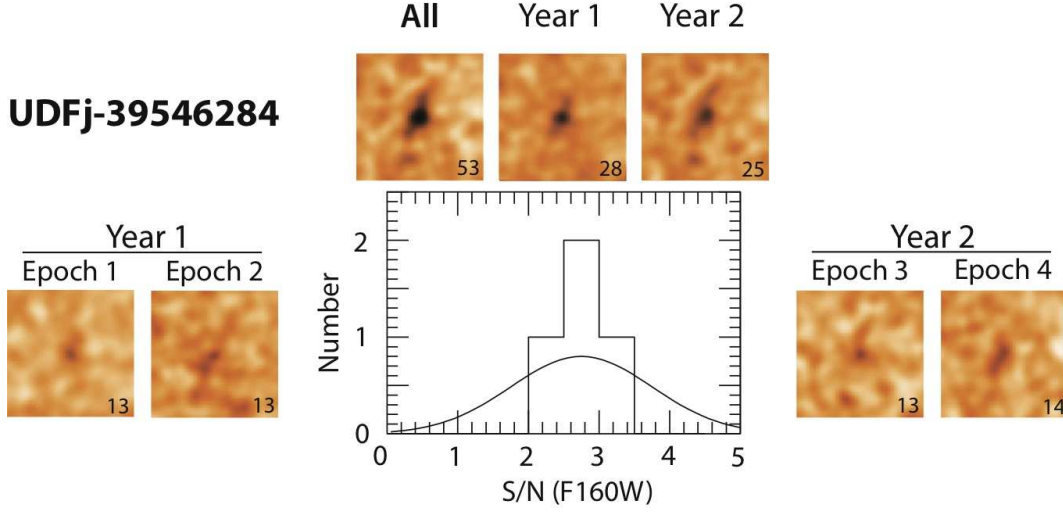 All Year 1 Year 2
UDFj-39546284
53 28 25
Year 1
Epoch 1 Epoch 2
13 13
Number
2
1
0
0 1 2 3 4 5
S/N (F160W)
Year 2
Epoch 3 Epoch 4
13 14